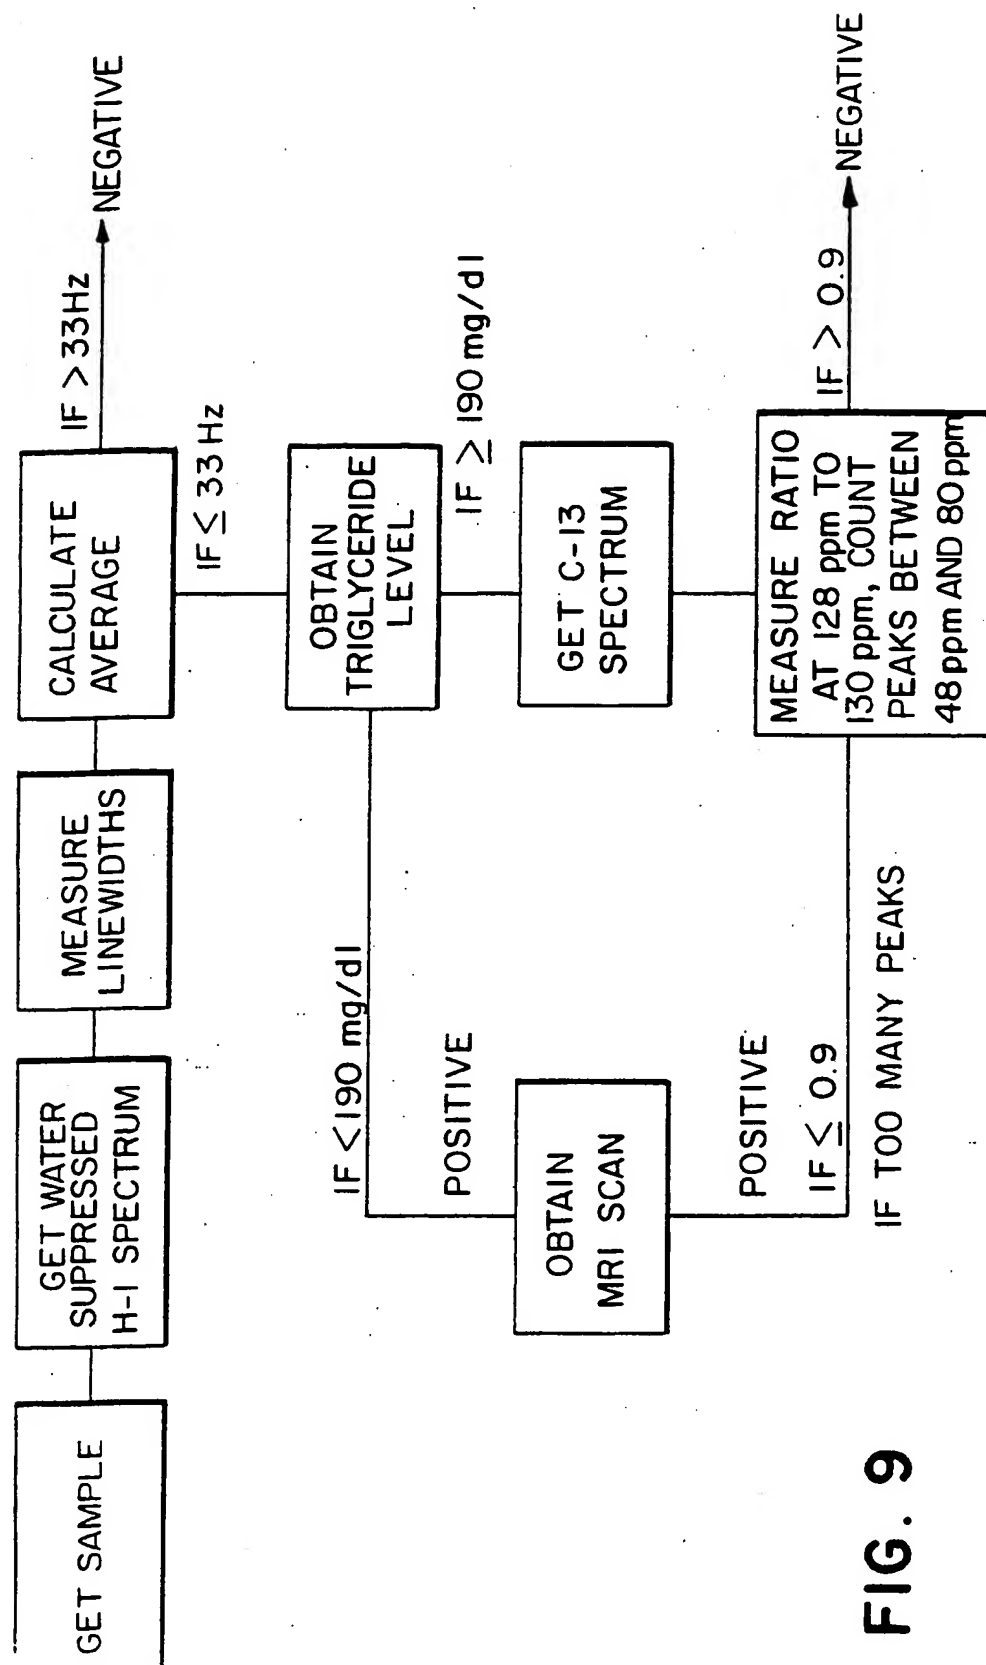 GET SAMPLE
GET WATER
SUPPRESSED
H-1 SPECTRUM
MEASURE
LINEWIDTHS
CALCULATE
AVERAGE
IF > 33Hz
NEGATIVE
IF ≤ 33 Hz
OBTAIN
TRIGLYCERIDE
LEVEL
IF < 190 mg/dl
POSITIVE
IF ≥ 190 mg/dl
OBTAIN
MRI SCAN
GET C-13
SPECTRUM
POSITIVE
IF ≤ 0.9
IF TOO MANY PEAKS
MEASURE RATIO
AT 128 ppm TO
130 ppm, COUNT
PEAKS BETWEEN
48 ppm AND 80 ppm
IF > 0.9
NEGATIVE
FIG. 9